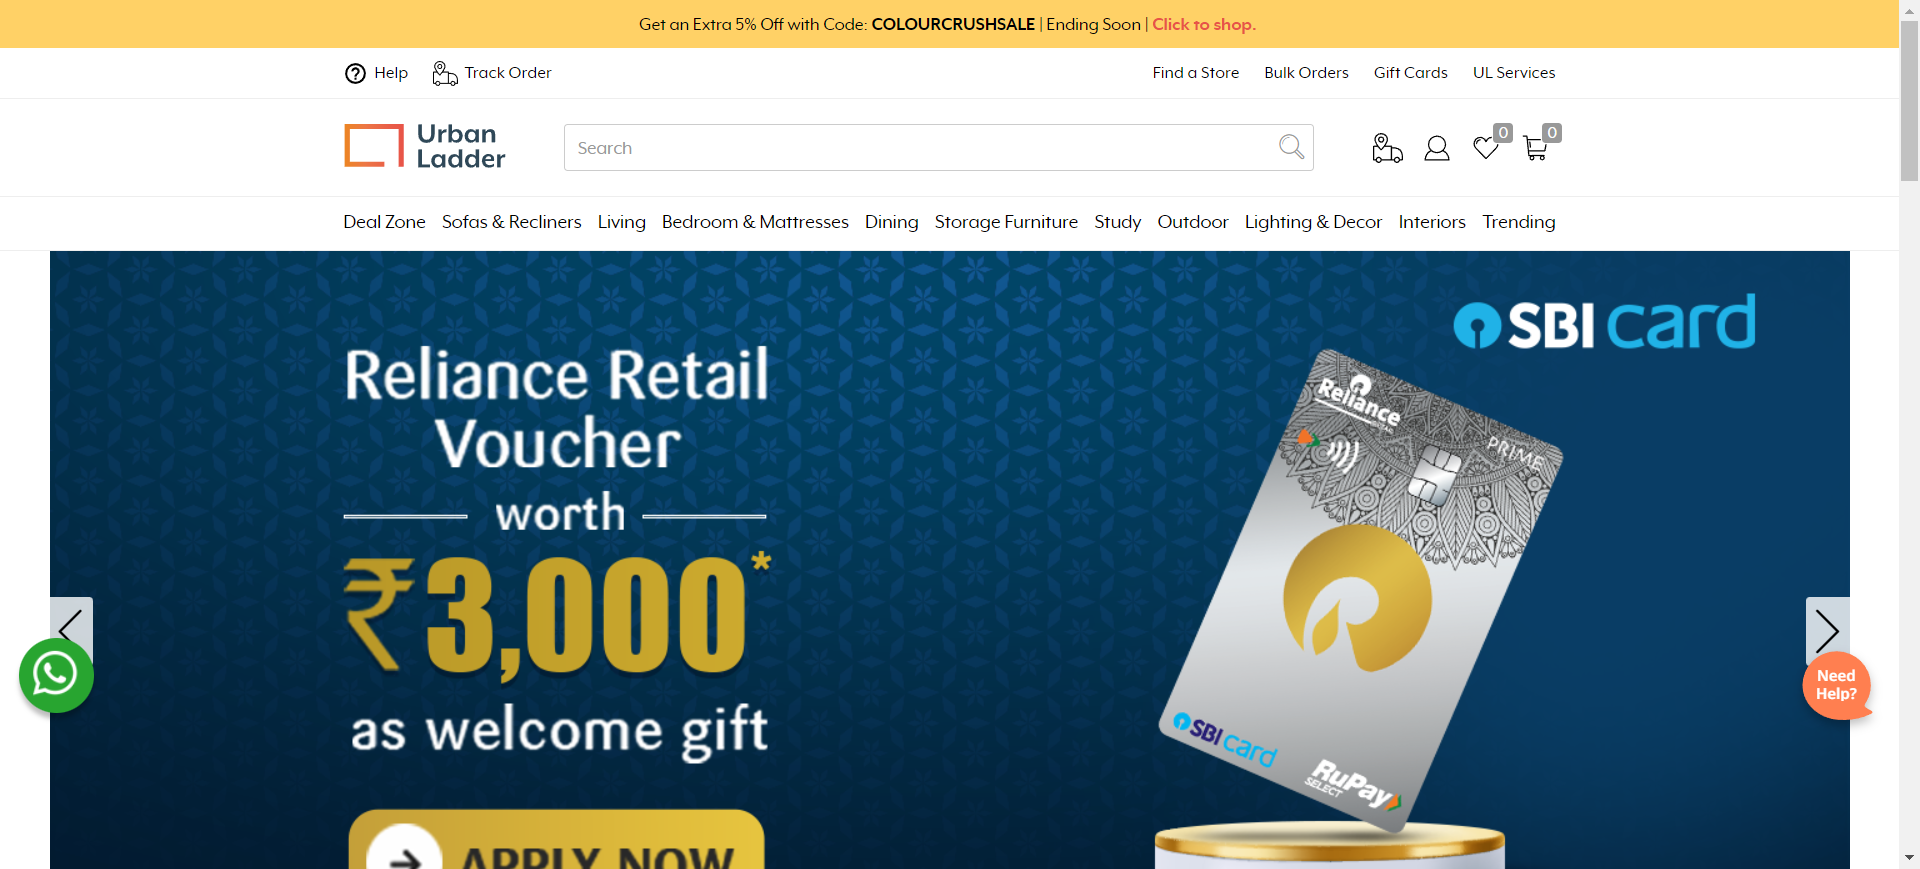 Get an Extra 5% Off with Code: COLOURCRUSHSALE | Ending Soon | Click to shop.
Help Track Order Find a Store Bulk Orders Gift Cards UL Services
Urban
Ladder
Search
0 0
Deal Zone Sofas & Recliners Living Bedroom & Mattresses Dining Storage Furniture Study Outdoor Lighting & Decor Interiors Trending
SBI card
Reliance Retail
Voucher
worth
₹3,000*
as welcome gift
APPLY NOW
Reliance
PRIME
SBI card
RuPay
SELECT
Need
Help?